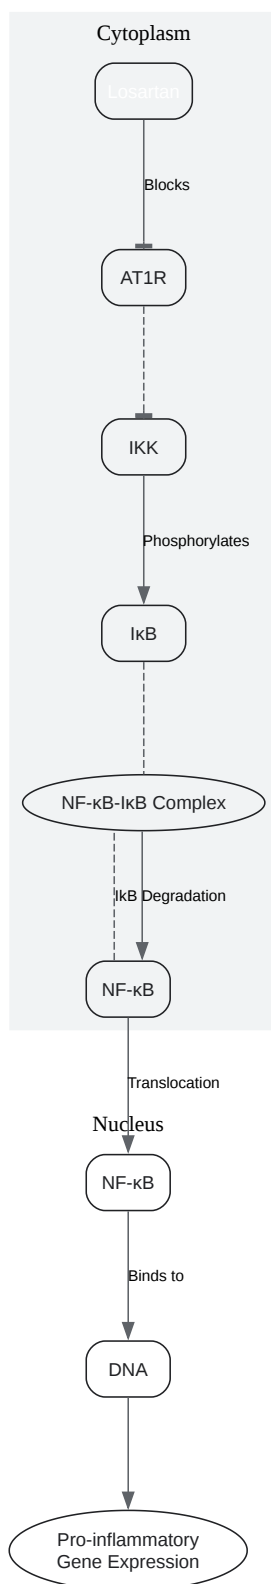 Cytoplasm
Losartan
Blocks
AT1R
IKK
Phosphorylates
IκB
NF-κB-IκB Complex
IkB Degradation
NF-κB
Translocation
Nucleus
NF-κB
Binds to
DNA
Pro-inflammatory
Gene Expression